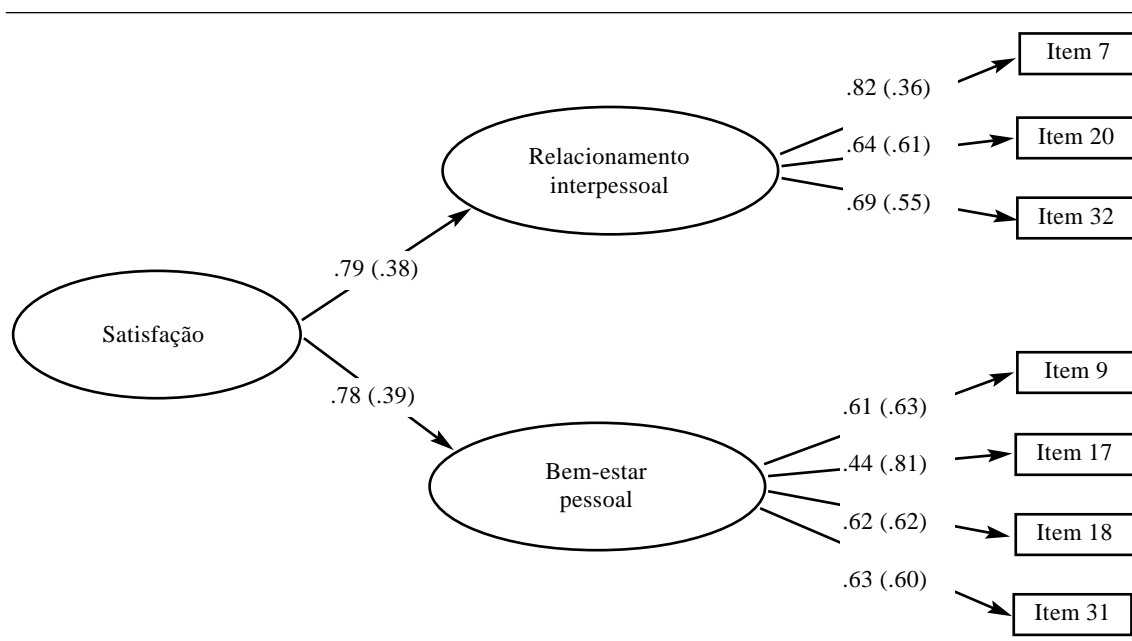 Item 7
.82 (.36)
Item 20
.64 (.61)
Relacionamento
interpessoal
.69 (.55)
Item 32
.79 (.38)
Satisfação
Item 9
.78 (.39)
.61 (.63)
Item 17
.44 (.81)
Bem-estar
pessoal
.62 (.62)
Item 18
.63 (.60)
Item 31